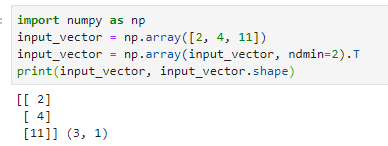 import numpy as np
input_vector = np.array([2, 4, 11])
input_vector = np.array(input_vector, ndmin=2).T
print(input_vector, input_vector.shape)
[[ 2]
 [ 4]
 [11]] (3, 1)